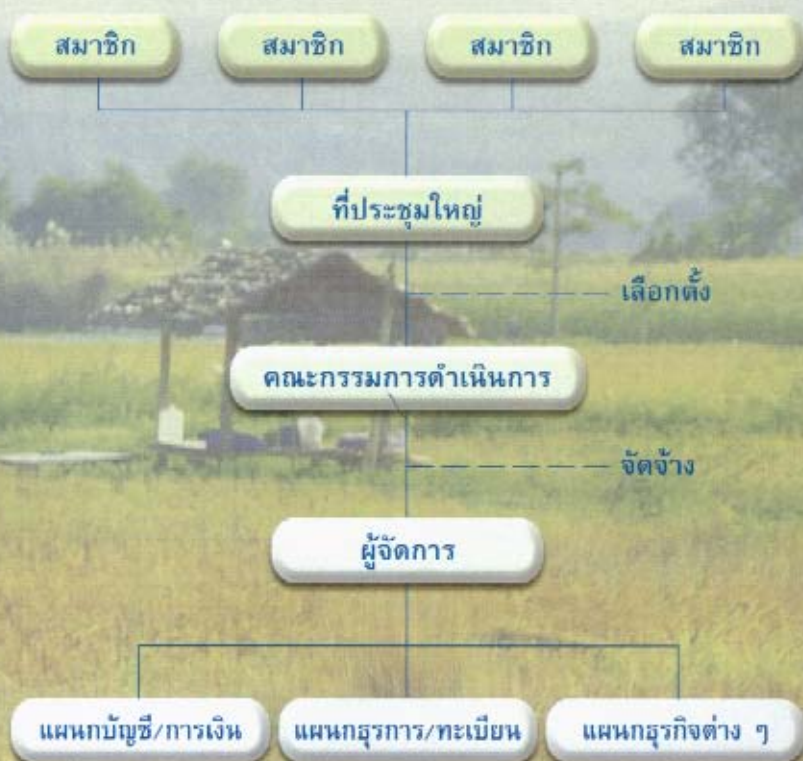 สมาชิก สมาชิก สมาชิก สมาชิก
ที่ประชุมใหญ่
เลือกตั้ง
คณะกรรมการดำเนินการ
จัดจ้าง
ผู้จัดการ
แผนกบัญชี/การเงิน แผนกธุรการ/ทะเบียน แผนกธุรกิจต่าง ๆ